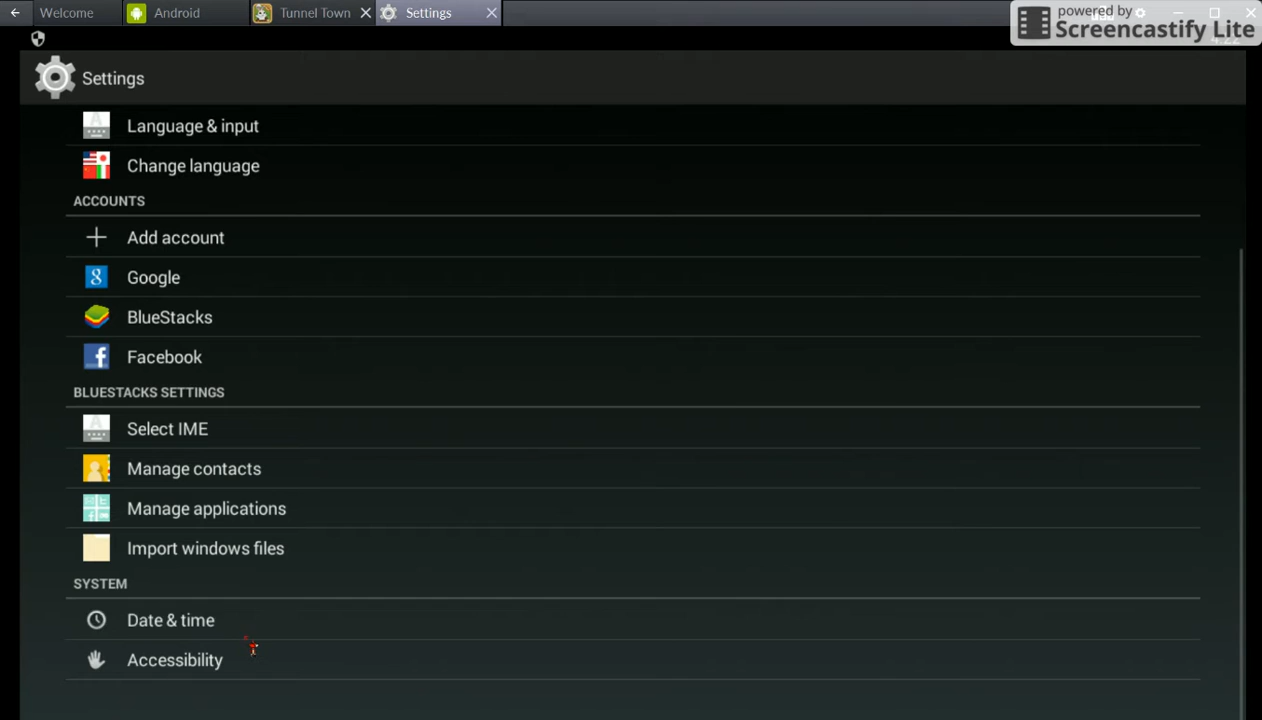 Welcome
Android
Tunnel Town
Settings
powered by
Screencastify Lite
Settings
Language & input
Change language
ACCOUNTS
Add account
Google
BlueStacks
Facebook
BLUESTACKS SETTINGS
Select IME
Manage contacts
Manage applications
Import windows files
SYSTEM
Date & time
Accessibility